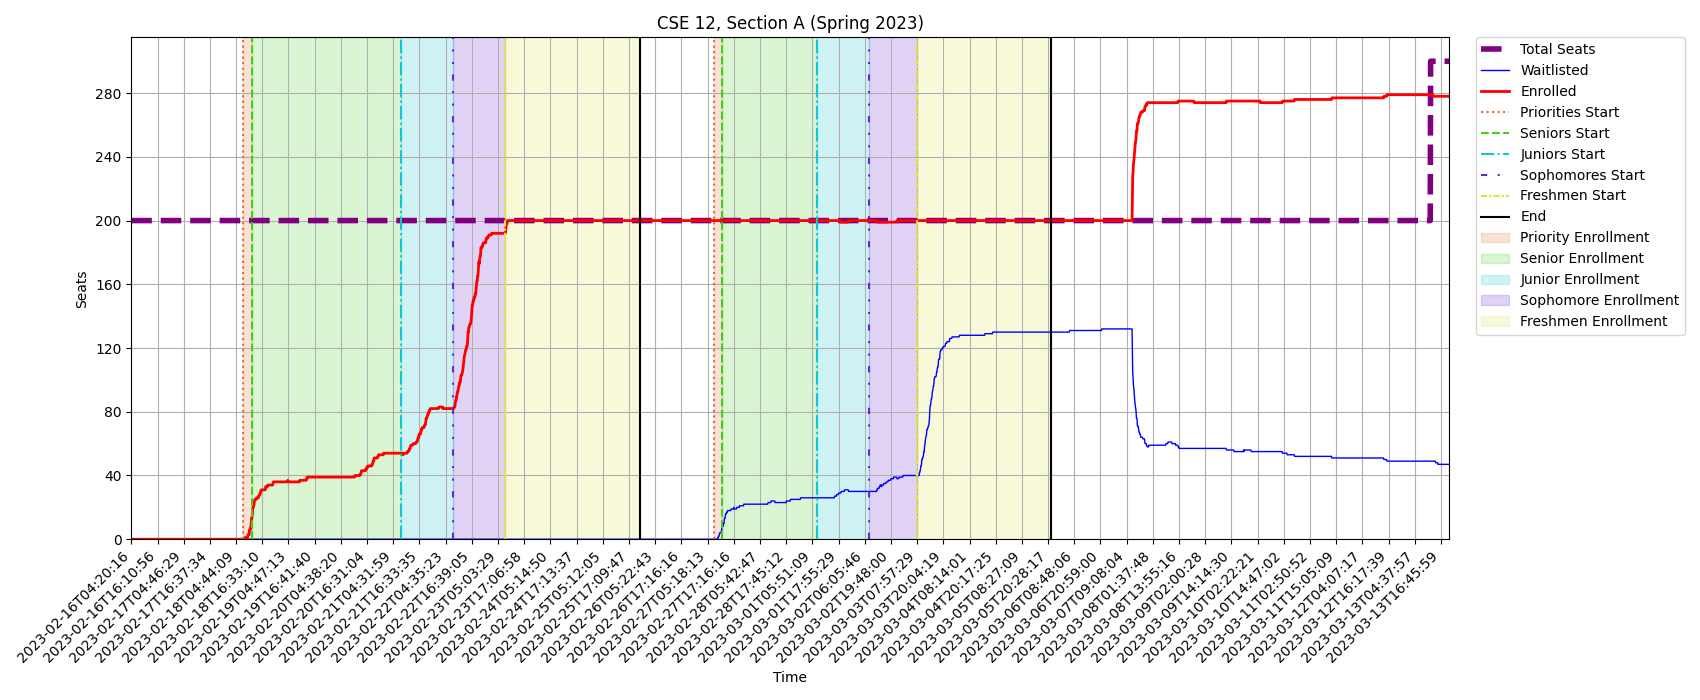 CSE 12, Section A (Spring 2023)
Seats
280
240
200
160
120
80
40
0
2023-02-16T04:20:16
2023-02-16T16:10:56
2023-02-17T04:46:29
2023-02-17T16:37:34
2023-02-18T04:44:09
2023-02-18T16:33:10
2023-02-19T04:47:13
2023-02-19T16:41:40
2023-02-20T04:38:20
2023-02-20T16:31:04
2023-02-21T04:31:59
2023-02-21T16:33:35
2023-02-22T04:35:23
2023-02-22T16:39:05
2023-02-23T05:03:29
2023-02-23T17:06:58
2023-02-24T05:14:50
2023-02-24T17:13:37
2023-02-25T05:12:05
2023-02-25T17:09:47
2023-02-26T05:22:43
2023-02-26T17:16:16
2023-02-27T05:18:13
2023-02-27T17:16:16
2023-02-28T05:42:47
2023-02-28T17:45:12
2023-03-01T05:51:09
2023-03-01T17:55:29
2023-03-02T06:05:46
2023-03-02T19:48:00
2023-03-03T07:57:29
2023-03-03T20:04:19
2023-03-04T08:14:01
2023-03-04T20:17:25
2023-03-05T08:27:09
2023-03-05T20:28:17
2023-03-06T08:48:06
2023-03-06T20:59:00
2023-03-07T09:08:04
2023-03-08T01:37:48
2023-03-08T13:55:16
2023-03-09T02:00:28
2023-03-09T14:14:30
2023-03-10T02:22:21
2023-03-10T14:47:02
2023-03-11T02:50:52
2023-03-11T15:05:09
2023-03-12T04:07:17
2023-03-12T16:17:39
2023-03-13T04:37:57
2023-03-13T16:45:59
Time
Total Seats
Waitlisted
Enrolled
Priorities Start
Seniors Start
Juniors Start
Sophomores Start
Freshmen Start
End
Priority Enrollment
Senior Enrollment
Junior Enrollment
Sophomore Enrollment
Freshmen Enrollment